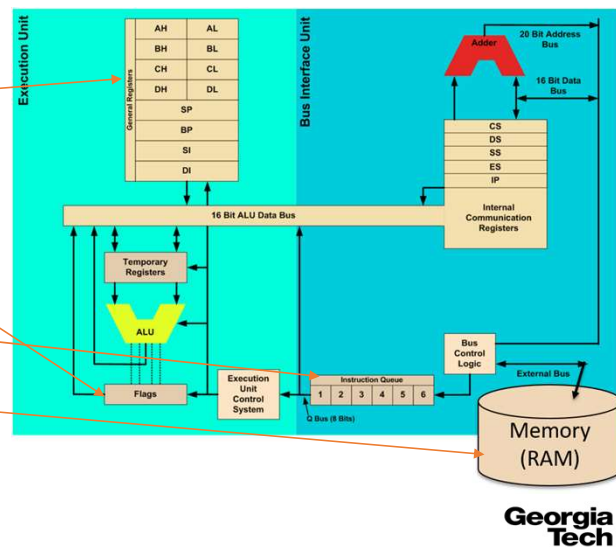 Execution Unit
General Registers
AH AL
BH BL
CH CL
DH DL
SP
BP
SI
DI
Bus Interface Unit
Adder
20 Bit Address
Bus
16 Bit Data
Bus
CS
DS
SS
ES
IP
Internal
Communication
Registers
16 Bit ALU Data Bus
Temporary
Registers
ALU
Flags
Execution
Unit
Control
System
Instruction Queue
1 2 3 4 5 6
Q Bus (8 Bits)
Bus
Control
Logic
External Bus
Memory
(RAM)
Georgia
Tech